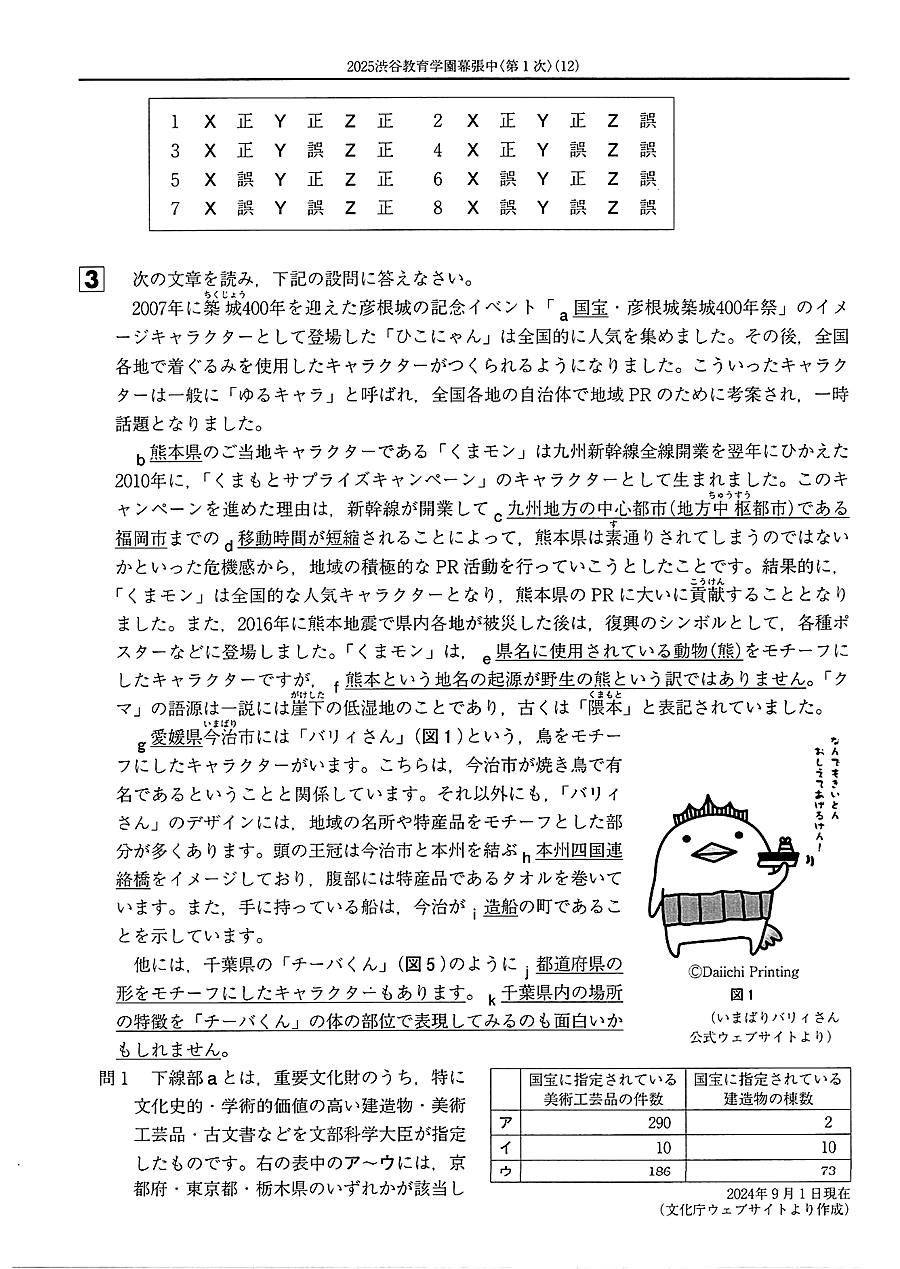 2025渋谷教育学園幕張中〈第1次〉(12)
1 X 正 Y 正 Z 正 2 X 正 Y 正 Z 誤
3 X 正 Y 誤 Z 正 4 X 正 Y 誤 Z 誤
5 X 誤 Y 正 Z 正 6 X 誤 Y 正 Z 誤
7 X 誤 Y 誤 Z 正 8 X 誤 Y 誤 Z 誤
3 次の文章を読み，下記の設問に答えなさい。
ちくじょう
2007年に築城400年を迎えた彦根城の記念イベント「a国宝・彦根城築城400年祭」のイメ
ージキャラクターとして登場した「ひこにゃん」は全国的に人気を集めました。その後，全国
各地で着ぐるみを使用したキャラクターがつくられるようになりました。こういったキャラク
ターは一般に「ゆるキャラ」と呼ばれ，全国各地の自治体で地域PRのために考案され，一時
話題となりました。
b熊本県のご当地キャラクターである「くまモン」は九州新幹線全線開業を翌年にひかえた
2010年に，「くまもとサプライズキャンペーン」のキャラクターとして生まれました。このキ
ちゅうすう
ャンペーンを進めた理由は，新幹線が開業してc九州地方の中心都市(地方中枢都市)である
す
福岡市までのd移動時間が短縮されることによって，熊本県は素通りされてしまうのではない
かといった危機感から，地域の積極的なPR活動を行っていこうとしたことです。結果的に，
こうけん
「くまモン」は全国的な人気キャラクターとなり，熊本県のPRに大いに貢献することとなり
ました。また，2016年に熊本地震で県内各地が被災した後は，復興のシンボルとして，各種ポ
スターなどに登場しました。「くまモン」は，e県名に使用されている動物(熊)をモチーフに
したキャラクターですが，f熊本という地名の起源が野生の熊という訳ではありません。「ク
がけした くまもと
マ」の語源は一説には崖下の低湿地のことであり，古くは「隈本」と表記されていました。
いまばり
g愛媛県今治市には「バリィさん」(図1)という，鳥をモチー
フにしたキャラクターがいます。こちらは，今治市が焼き鳥で有
名であるということと関係しています。それ以外にも，「バリィ
さん」のデザインには，地域の名所や特産品をモチーフとした部
分が多くあります。頭の王冠は今治市と本州を結ぶh本州四国連
絡橋をイメージしており，腹部には特産品であるタオルを巻いて
います。また，手に持っている船は，今治がi造船の町であるこ
とを示しています。
他には，千葉県の「チーバくん」(図5)のようにj都道府県の
形をモチーフにしたキャラクターもあります。k千葉県内の場所
の特徴を「チーバくん」の体の部位で表現してみるのも面白いか
もしれません。
なんでもきいとん
おしえてあげるけん！
©Daiichi Printing
図1
(いまばりバリィさん
公式ウェブサイトより)
問1 下線部aとは，重要文化財のうち，特に
文化史的・学術的価値の高い建造物・美術
工芸品・古文書などを文部科学大臣が指定
したものです。右の表中のア～ウには，京
都府・東京都・栃木県のいずれかが該当し
国宝に指定されている 国宝に指定されている
美術工芸品の件数 建造物の棟数
ア 290 2
イ 10 10
ウ 186 73
2024年9月1日現在
(文化庁ウェブサイトより作成)